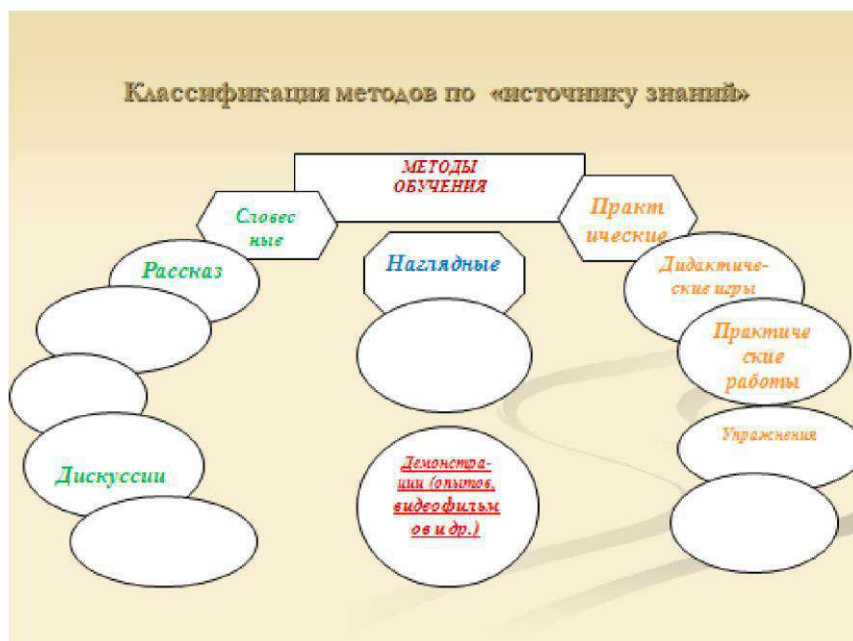 Классификация методов по «источнику знаний»
МЕТОДЫ
ОБУЧЕНИЯ
Словес
ные
Рассказ
Дискуссии
Наглядные
Демонстра-
ции (опытов,
видеофильм
ов и др.)
Практ
ические
Дидактиче-
ские игры
Практиче
ские
работы
Упражнения